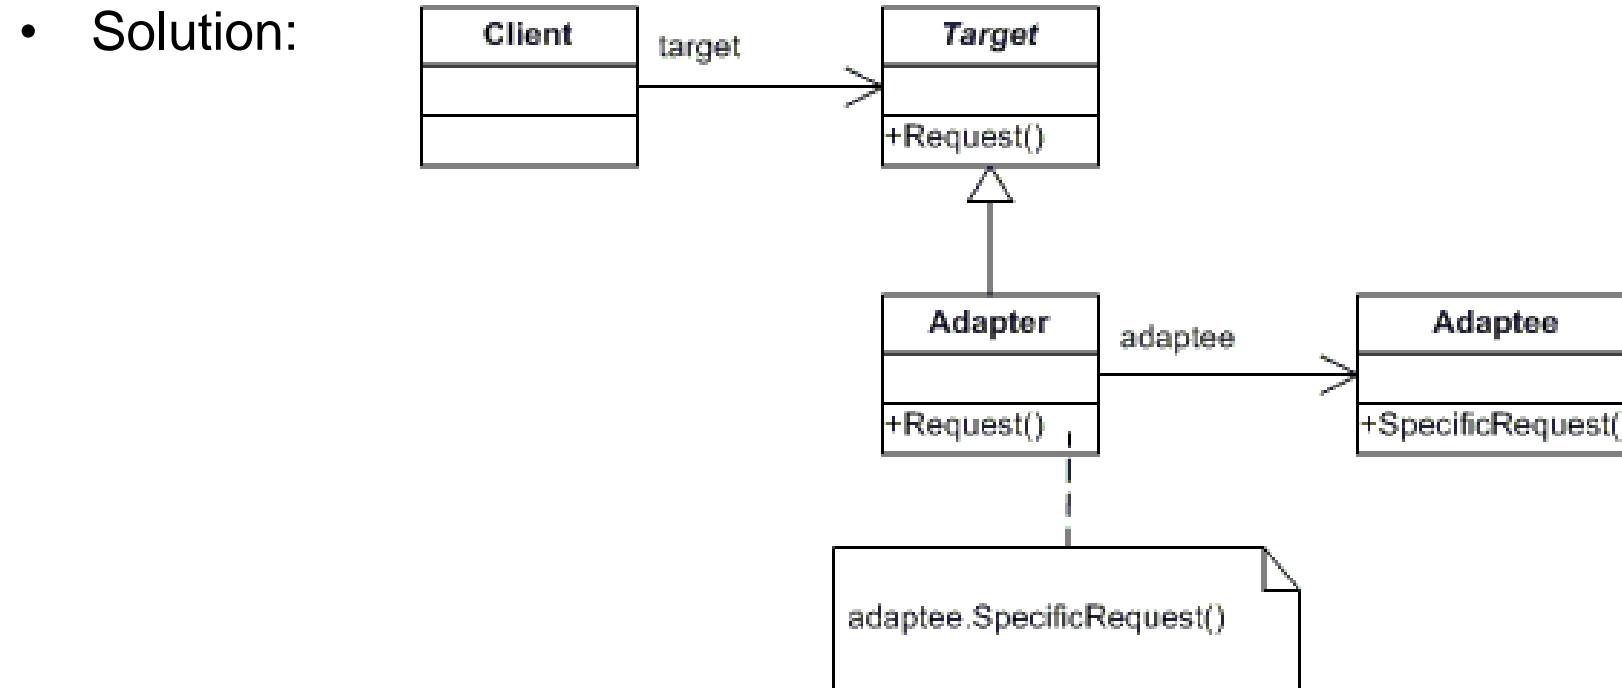 • Solution:
Client
target
Target
+Request()
Adapter
adaptee
Adaptee
+Request()
+SpecificRequest(
adaptee.SpecificRequest()